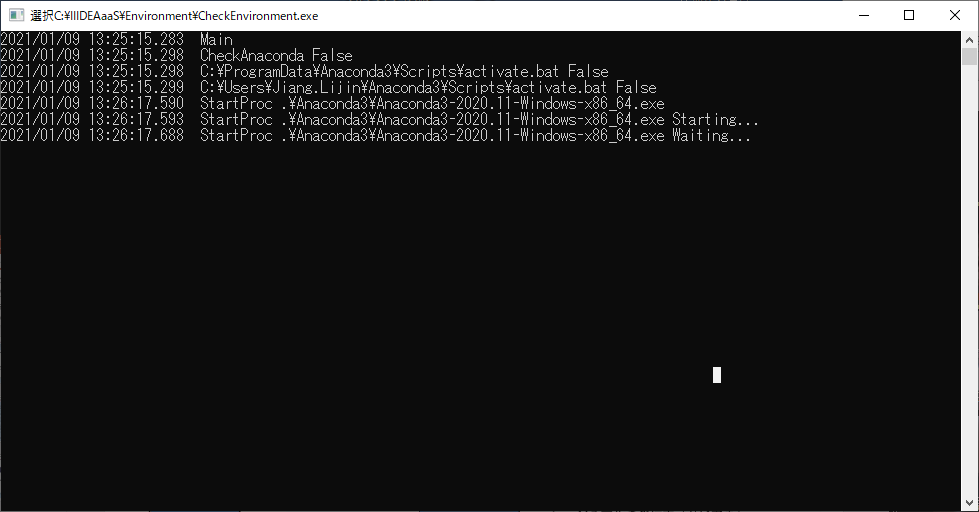 選択C:¥IIIDEAaaS¥Environment¥CheckEnvironment.exe
2021/01/09 13:25:15.283  Main
2021/01/09 13:25:15.298  CheckAnaconda False
2021/01/09 13:25:15.298  C:¥ProgramData¥Anaconda3¥Scripts¥activate.bat False
2021/01/09 13:25:15.299  C:¥Users¥Jiang.Lijin¥Anaconda3¥Scripts¥activate.bat False
2021/01/09 13:26:17.590  StartProc .¥Anaconda3¥Anaconda3-2020.11-Windows-x86_64.exe
2021/01/09 13:26:17.593  StartProc .¥Anaconda3¥Anaconda3-2020.11-Windows-x86_64.exe Starting...
2021/01/09 13:26:17.688  StartProc .¥Anaconda3¥Anaconda3-2020.11-Windows-x86_64.exe Waiting...